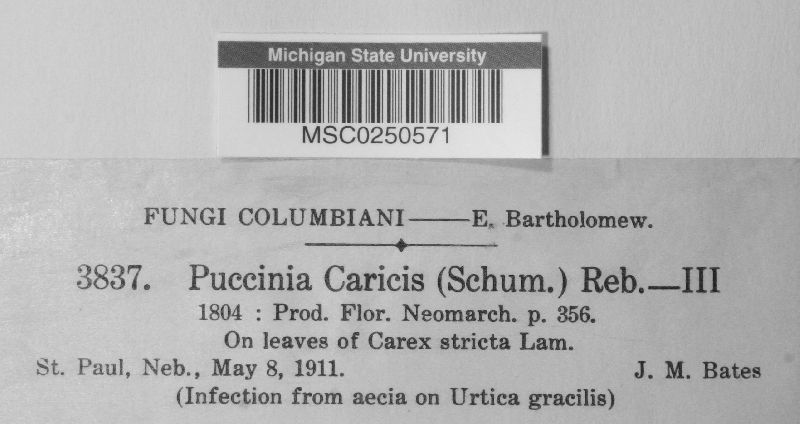 Michigan State University
MSC0250571
FUNGI COLUMBIANI——E. Bartholomew.
3837. Puccinia Caricis (Schum.) Reb.—III
1804 : Prod. Flor. Neomarch. p. 356.
On leaves of Carex stricta Lam.
St. Paul, Neb., May 8, 1911. J. M. Bates
(Infection from aecia on Urtica gracilis)